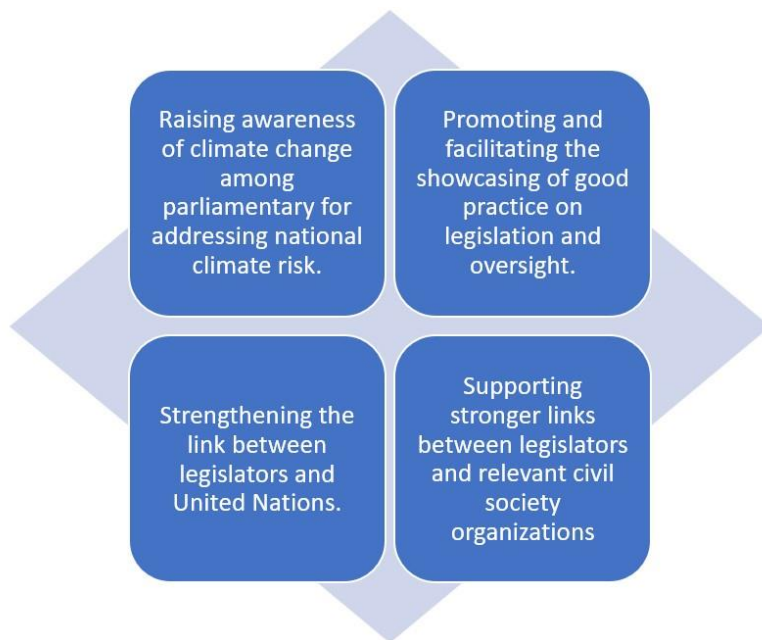 Raising awareness
of climate change
among
parliamentary for
addressing national
climate risk.
Promoting and
facilitating the
showcasing of good
practice on
legislation and
oversight.
Strengthening the
link between
legislators and
United Nations.
Supporting
stronger links
between legislators
and relevant civil
society
organizations